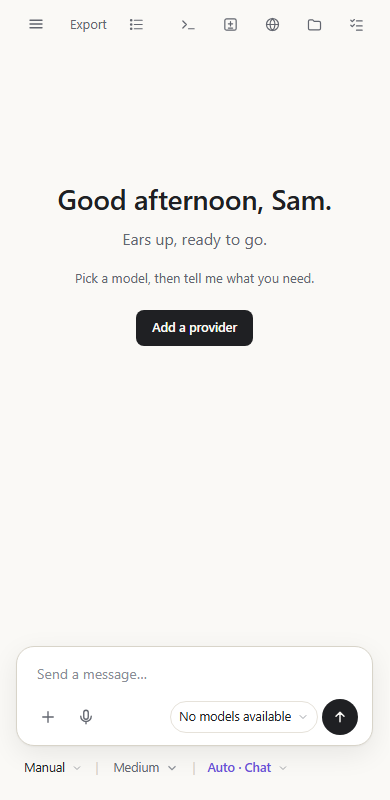 Export
Good afternoon, Sam.
Ears up, ready to go.
Pick a model, then tell me what you need.
Add a provider
Send a message...
No models available
Manual Medium Auto · Chat